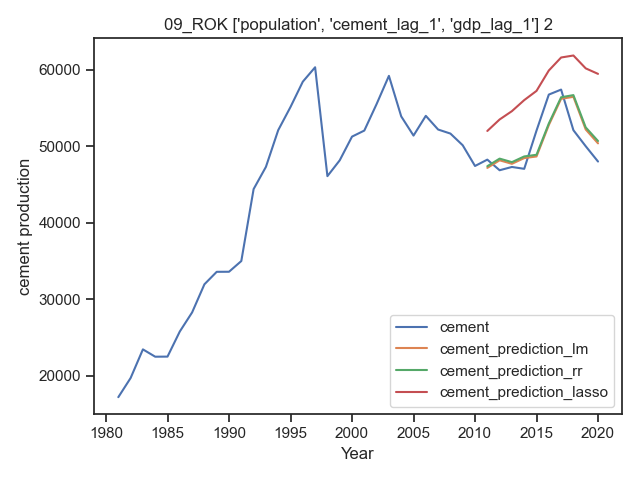 09_ROK ['population', 'cement_lag_1', 'gdp_lag_1'] 2
60000
50000
40000
30000
20000
cement production
1980
1985
1990
1995
2000
2005
2010
2015
2020
Year
cement
cement_prediction_lm
cement_prediction_rr
cement_prediction_lasso